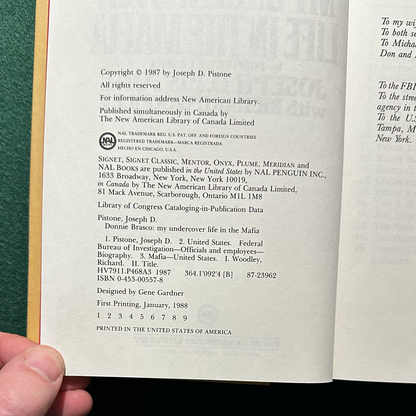 Copyright © 1987 by Joseph D. Pistone
All rights reserved
For information address New American Library.
Published simultaneously in Canada by
The New American Library of Canada Limited
NAL
NAL TRADEMARK REG. U.S. PAT. OFF. AND FOREIGN COUNTRIES
REGISTERED TRADEMARK—MARCA REGISTRADA
HECHO EN CHICAGO, U.S.A.
SIGNET, SIGNET CLASSIC, MENTOR, ONYX, PLUME, MERIDIAN and
NAL BOOKS are published in the United States by NAL PENGUIN INC.,
1633 Broadway, New York, New York 10019,
in Canada by The New American Library of Canada Limited,
81 Mack Avenue, Scarborough, Ontario M1L 1M8
Library of Congress Cataloging-in-Publication Data
Pistone, Joseph D.
Donnie Brasco: my undercover life in the Mafia
1. Pistone, Joseph D. 2. United States. Federal
Bureau of Investigation—Officials and employees—
Biography. 3. Mafia—United States. I. Woodley,
Richard. II. Title.
HV7911.P468A3 1987 364.1'092'4 [B] 87-23962
ISBN 0-453-00557-8
Designed by Gene Gardner
First Printing, January, 1988
1 2 3 4 5 6 7 8 9
PRINTED IN THE UNITED STATES OF AMERICA
To my
To both
To
Don and
To the FBI
To the
agency in
To the U.S.
Tampa,
New York.